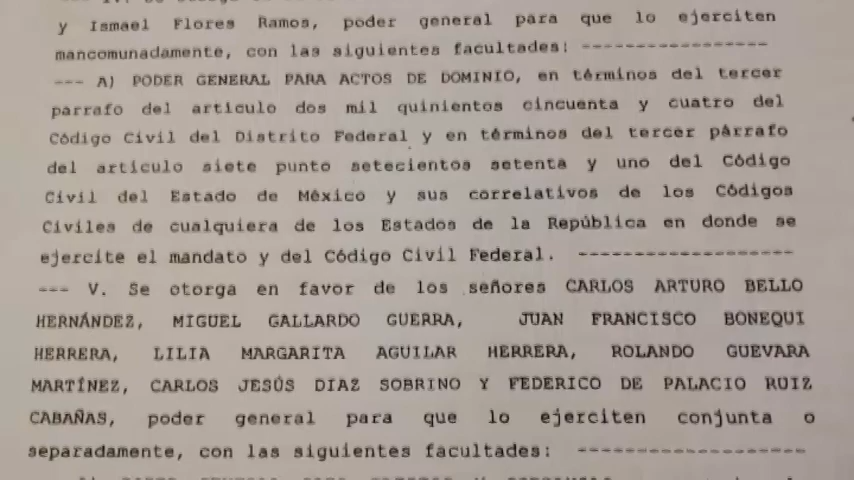 y Ismael Flores Ramos, poder general para que lo ejerciten
mancomunadamente, con las siguientes facultades: -----------------
--- A) PODER GENERAL PARA ACTOS DE DOMINIO, en términos del tercer
párrafo del artículo dos mil quinientos cincuenta y cuatro del
Código Civil del Distrito Federal y en términos del tercer párrafo
del artículo siete punto setecientos setenta y uno del Código
Civil del Estado de México y sus correlativos de los Códigos
Civiles de cualquiera de los Estados de la República en donde se
ejercite el mandato y del Código Civil Federal. -------------------
--- V. Se otorga en favor de los señores CARLOS ARTURO BELLO
HERNÁNDEZ, MIGUEL GALLARDO GUERRA, JUAN FRANCISCO BONEQUI
HERRERA, LILIA MARGARITA AGUILAR HERRERA, ROLANDO GUEVARA
MARTÍNEZ, CARLOS JESÚS DIAZ SOBRINO Y FEDERICO DE PALACIO RUIZ
CABAÑAS, poder general para que lo ejerciten conjunta o
separadamente, con las siguientes facultades: --------------------